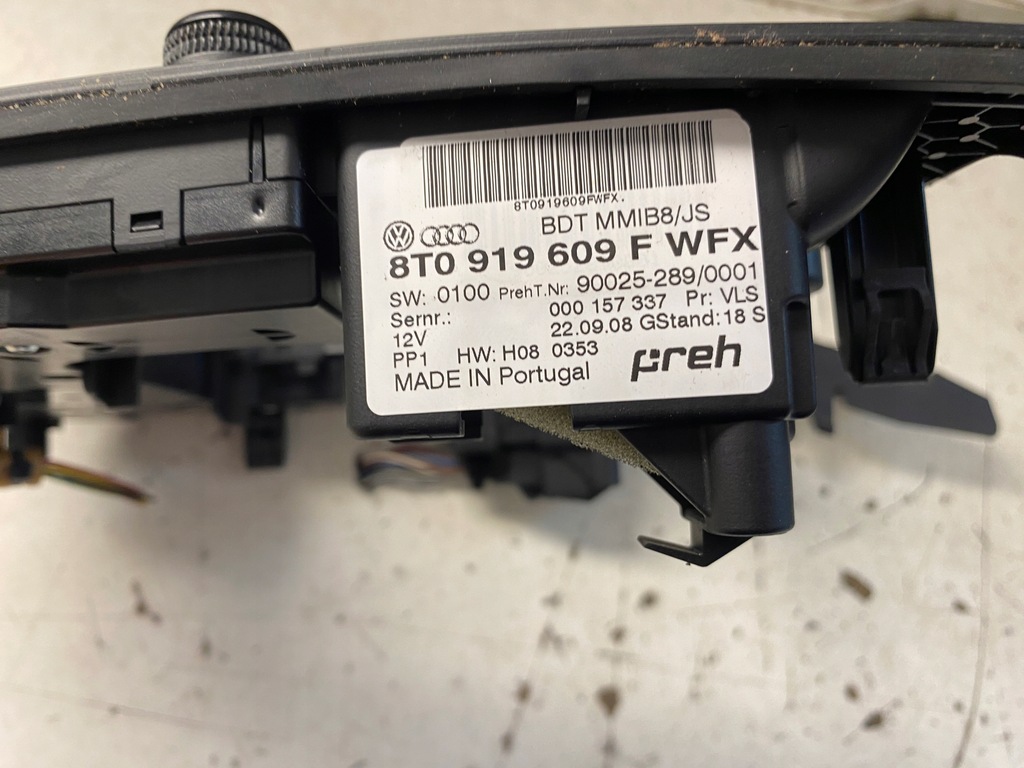 8T0919609FWFX.
BDT MMIB8/JS
8T0 919 609 F WFX
SW: 0100 PrehT.Nr: 90025-289/0001
Sernr.: 000 157 337 Pr: VLS
12V 22.09.08 GStand: 18 S
PP1 HW: H08 0353
MADE IN Portugal preh